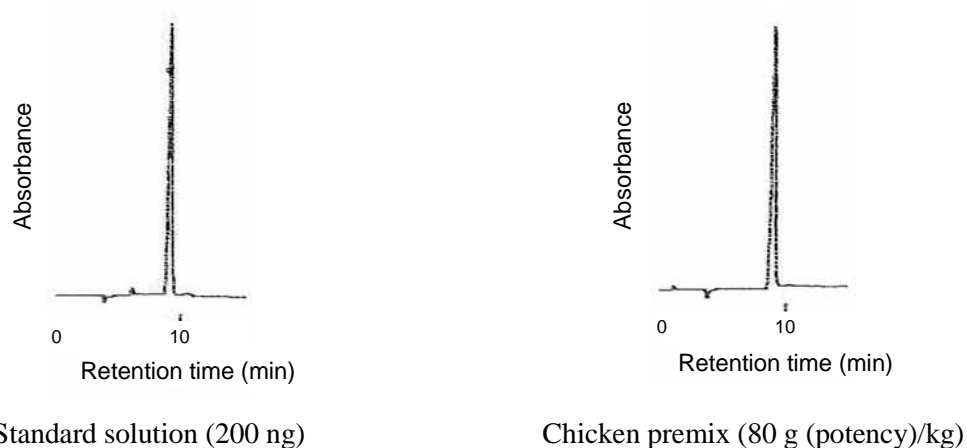 Absorbance
0 10
Retention time (min)
Standard solution (200 ng)
Absorbance
0 10
Retention time (min)
Chicken premix (80 g (potency)/kg)